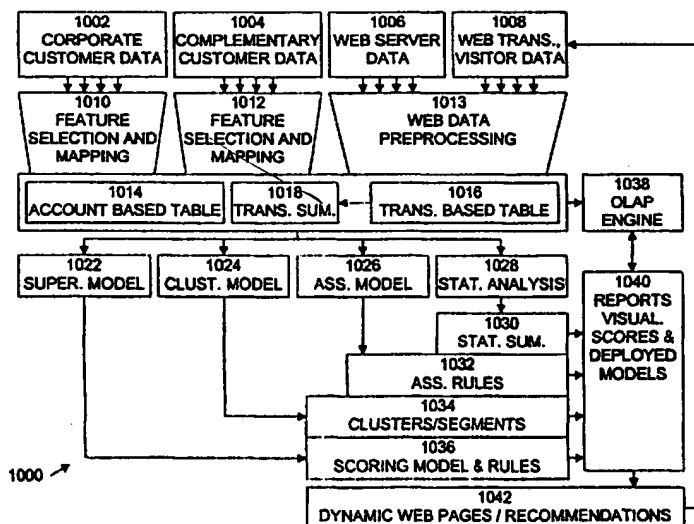 1002
CORPORATE
CUSTOMER DATA
1004
COMPLEMENTARY
CUSTOMER DATA
1006
WEB SERVER
DATA
1008
WEB TRANS.,
VISITOR DATA
1010
FEATURE
SELECTION AND
MAPPING
1012
FEATURE
SELECTION AND
MAPPING
1013
WEB DATA
PREPROCESSING
1014
ACCOUNT BASED TABLE
1018
TRANS. SUM.
1016
TRANS. BASED TABLE
1038
OLAP
ENGINE
1022
SUPER. MODEL
1024
CLUST. MODEL
1026
ASS. MODEL
1028
STAT. ANALYSIS
1040
REPORTS
VISUAL.
SCORES &
DEPLOYED
MODELS
1030
STAT. SUM.
1032
ASS. RULES
1034
CLUSTERS/SEGMENTS
1036
SCORING MODEL & RULES
1000
1042
DYNAMIC WEB PAGES / RECOMMENDATIONS